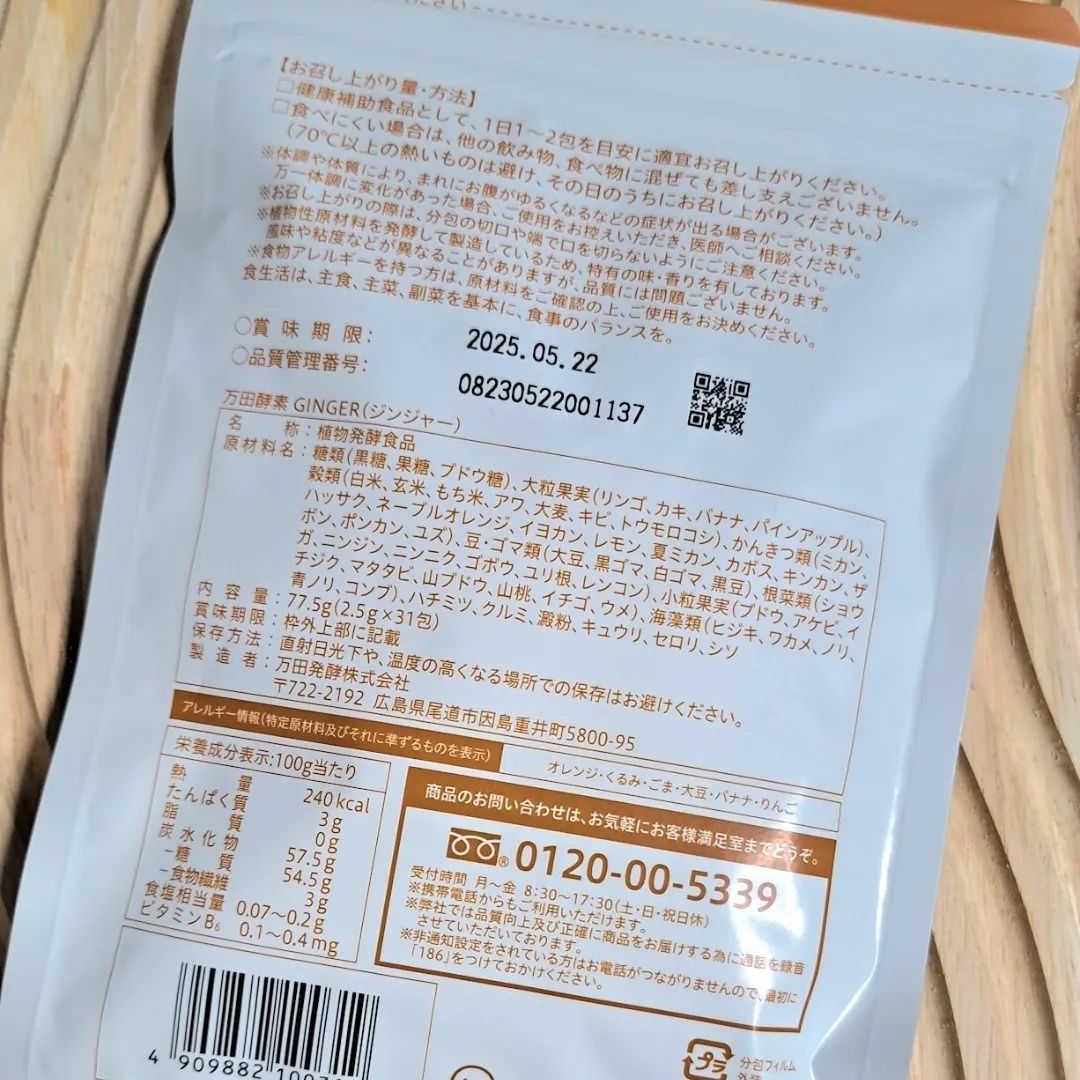 ください
【お召し上がり量・方法】
□健康補助食品として、1日1～2包を目安に適宜お召し上がりください。
□食べにくい場合は、他の飲み物、食べ物に混ぜても差し支えございません。
（70℃以上の熱いものは避け、その日のうちにお召し上がりください。）
※体調や体質により、まれにお腹がゆるくなるなどの症状が出る場合がございます。
万一体調に変化があった場合、ご使用をお控えいただき、医師へご相談ください。
※お召し上がりの際は、分包の切口や端で口を切らないようにご注意ください。
※植物性原材料を発酵して製造しているため、特有の味・香りを有しております。
風味や粘度などが異なることがありますが、品質には問題ございません。
※食物アレルギーを持つ方は、原材料をご確認の上、ご使用をお決めください。
食生活は、主食、主菜、副菜を基本に、食事のバランスを。
○賞味期限： 2025.05.22
○品質管理番号： 08230522001137
万田酵素 GINGER（ジンジャー）
名称：植物発酵食品
原材料名：糖類（黒糖、果糖、ブドウ糖）、大粒果実（リンゴ、カキ、バナナ、パインアップル）、
穀類（白米、玄米、もち米、アワ、大麦、キビ、トウモロコシ）、かんきつ類（ミカン、
ハッサク、ネーブルオレンジ、イヨカン、レモン、夏ミカン、カボス、キンカン、ザ
ボン、ポンカン、ユズ）、豆・ゴマ類（大豆、黒ゴマ、白ゴマ、黒豆）、根菜類（ショウ
ガ、ニンジン、ニンニク、ゴボウ、ユリ根、レンコン）、小粒果実（ブドウ、アケビ、イ
チジク、マタタビ、山ブドウ、山桃、イチゴ、ウメ）、海藻類（ヒジキ、ワカメ、ノリ、
青ノリ、コンブ）、ハチミツ、クルミ、澱粉、キュウリ、セロリ、シソ
内容量：77.5g（2.5g×31包）
賞味期限：枠外上部に記載
保存方法：直射日光下や、温度の高くなる場所での保存はお避けください。
製造者：万田発酵株式会社
〒722-2192 広島県尾道市因島重井町5800-95
アレルギー情報（特定原材料及びそれに準ずるものを表示） オレンジ・くるみ・ごま・大豆・バナナ・りんご
栄養成分表示：100g当たり
熱量 240kcal
たんぱく質 3g
脂質 0g
炭水化物 57.5g
－糖質 54.5g
－食物繊維 3g
食塩相当量 0.07～0.2g
ビタミンB₆ 0.1～0.4mg
商品のお問い合わせは、お気軽にお客様満足室までどうぞ。
® 0120-00-5339
受付時間 月～金 8:30～17:30（土・日・祝日休）
※携帯電話からもご利用いただけます。
※弊社では品質向上及び正確に商品をお届けする為に通話を録音
させていただいております。
※非通知設定をされている方はお電話がつながりませんので、最初に
「186」をつけておかけください。
4 909882 100
プラ
分包フィルム
外装